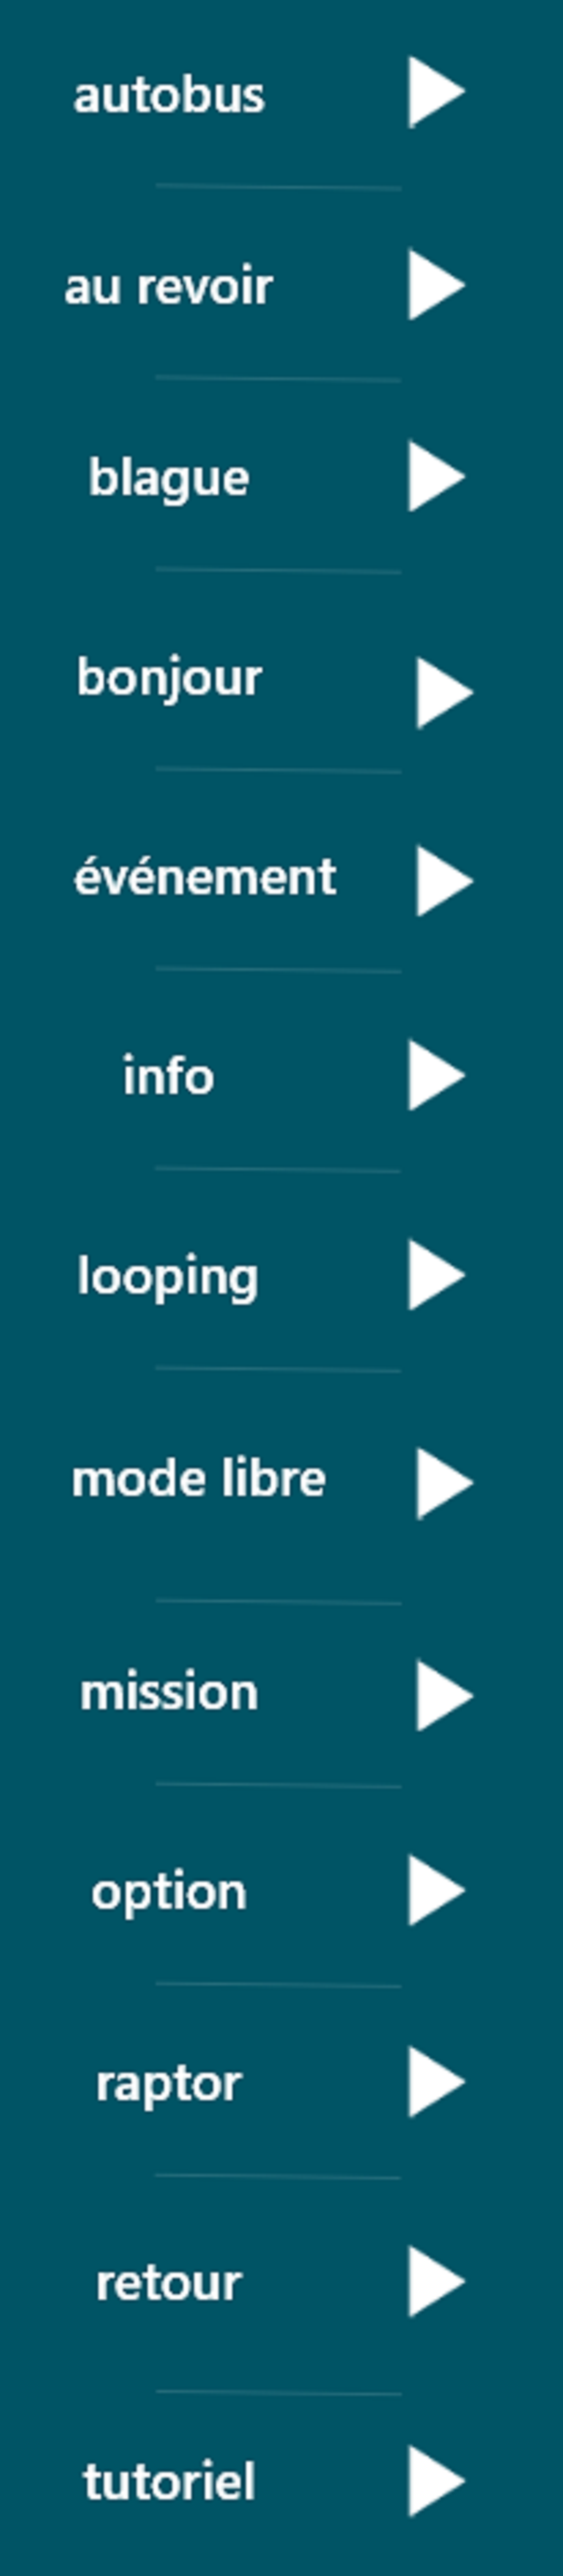 autobus
au revoir
blague
bonjour
événement
info
looping
mode libre
mission
option
raptor
retour
tutoriel